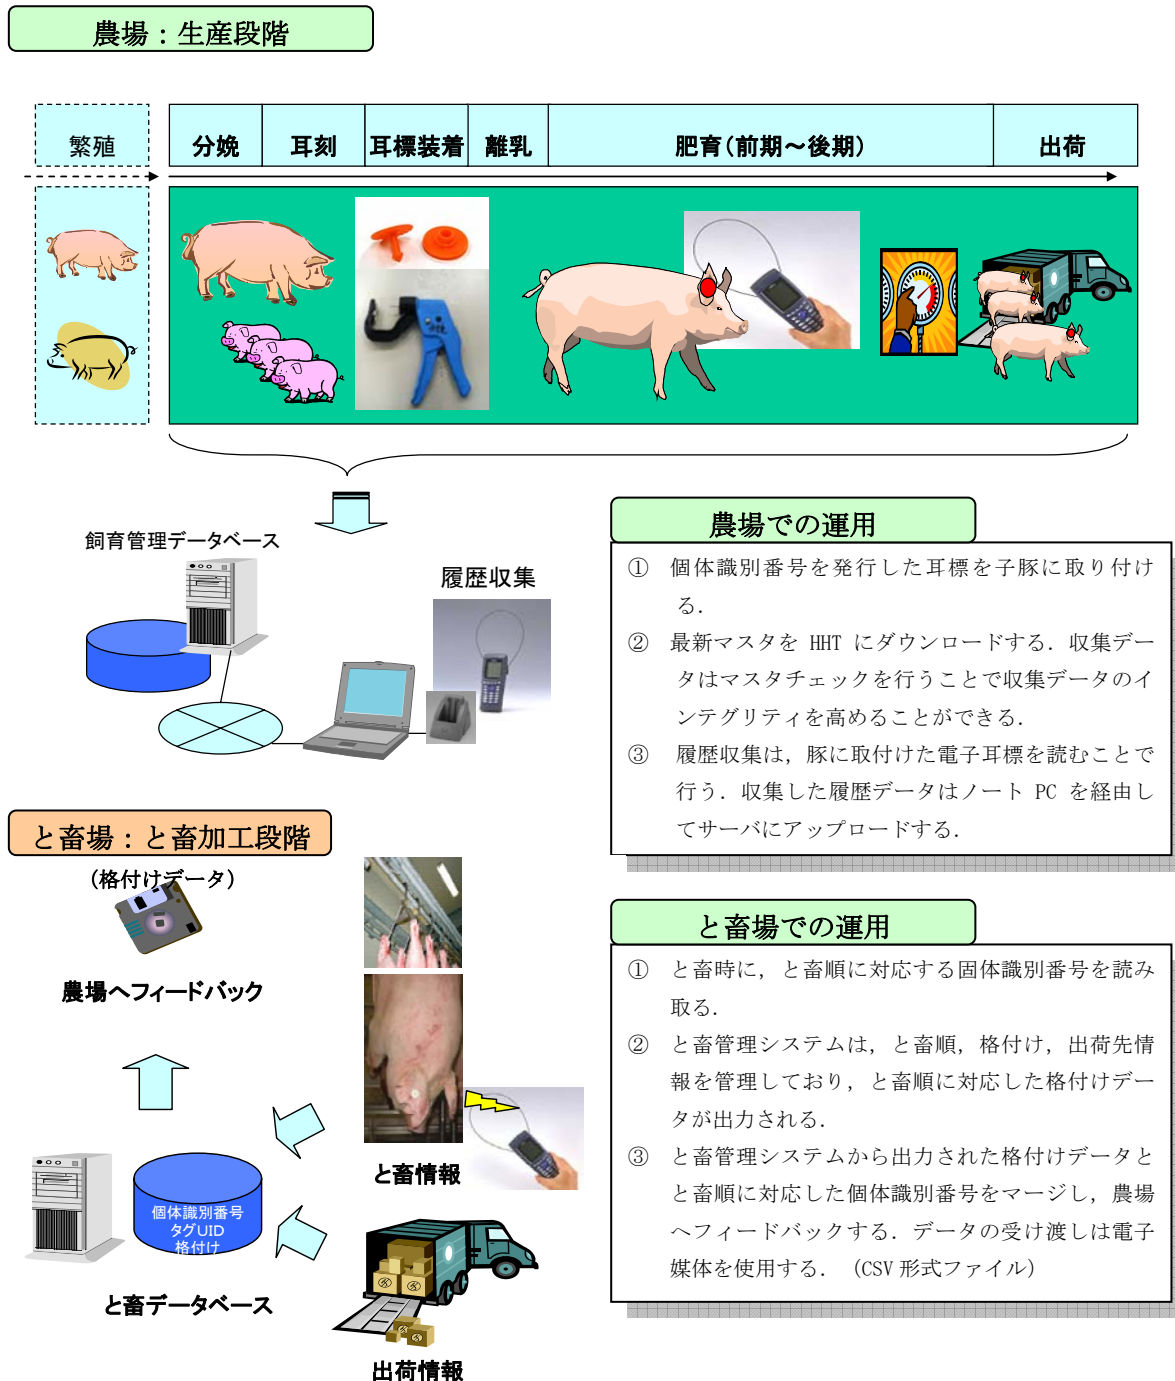 農場：生産段階
繁殖
分娩
耳刻
耳標装着
離乳
肥育(前期～後期)
出荷
飼育管理データベース
履歴収集
農場での運用
① 個体識別番号を発行した耳標を子豚に取り付け
る．
② 最新マスタを HHT にダウンロードする．収集デー
タはマスタチェックを行うことで収集データのイ
ンテグリティを高めることができる．
③ 履歴収集は，豚に取付けた電子耳標を読むことで
行う．収集した履歴データはノート PC を経由し
てサーバにアップロードする．
と畜場：と畜加工段階
（格付けデータ）
農場へフィードバック
と畜情報
個体識別番号
タグUID
格付け
と畜データベース
出荷情報
と畜場での運用
① と畜時に，と畜順に対応する固体識別番号を読み
取る．
② と畜管理システムは，と畜順，格付け，出荷先情
報を管理しており，と畜順に対応した格付けデー
タが出力される．
③ と畜管理システムから出力された格付けデータと
と畜順に対応した個体識別番号をマージし，農場
へフィードバックする．データの受け渡しは電子
媒体を使用する．（CSV 形式ファイル）